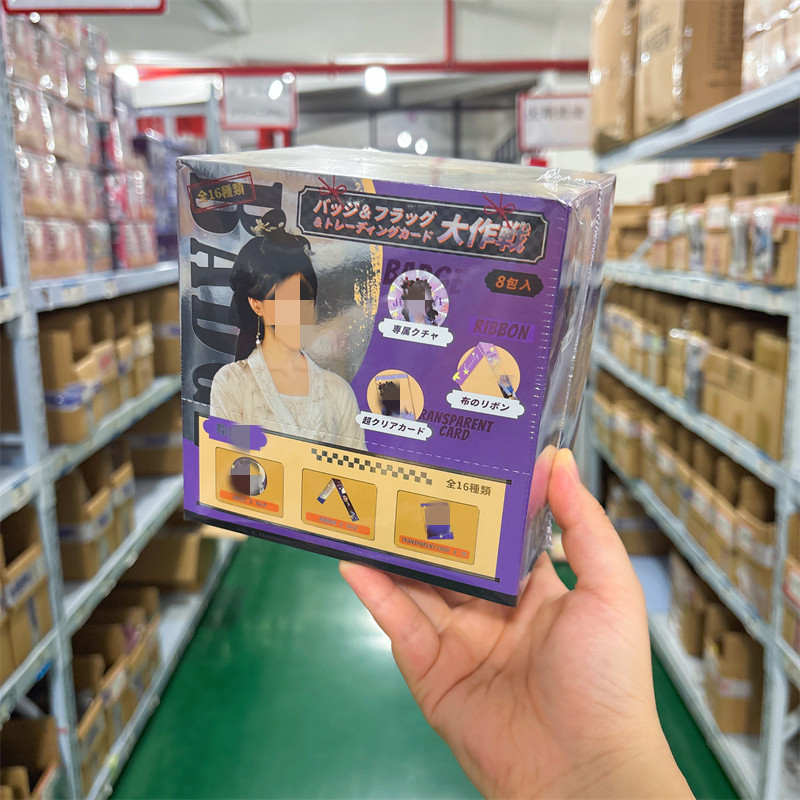 全16種類
BADG
バッジ&フラッグ
&トレーディングカード
大作戦
BADGE
8包入
専属クチャ
RIBBON
布のリボン
超クリアカード
TRANSPARENT
CARD
全16種類